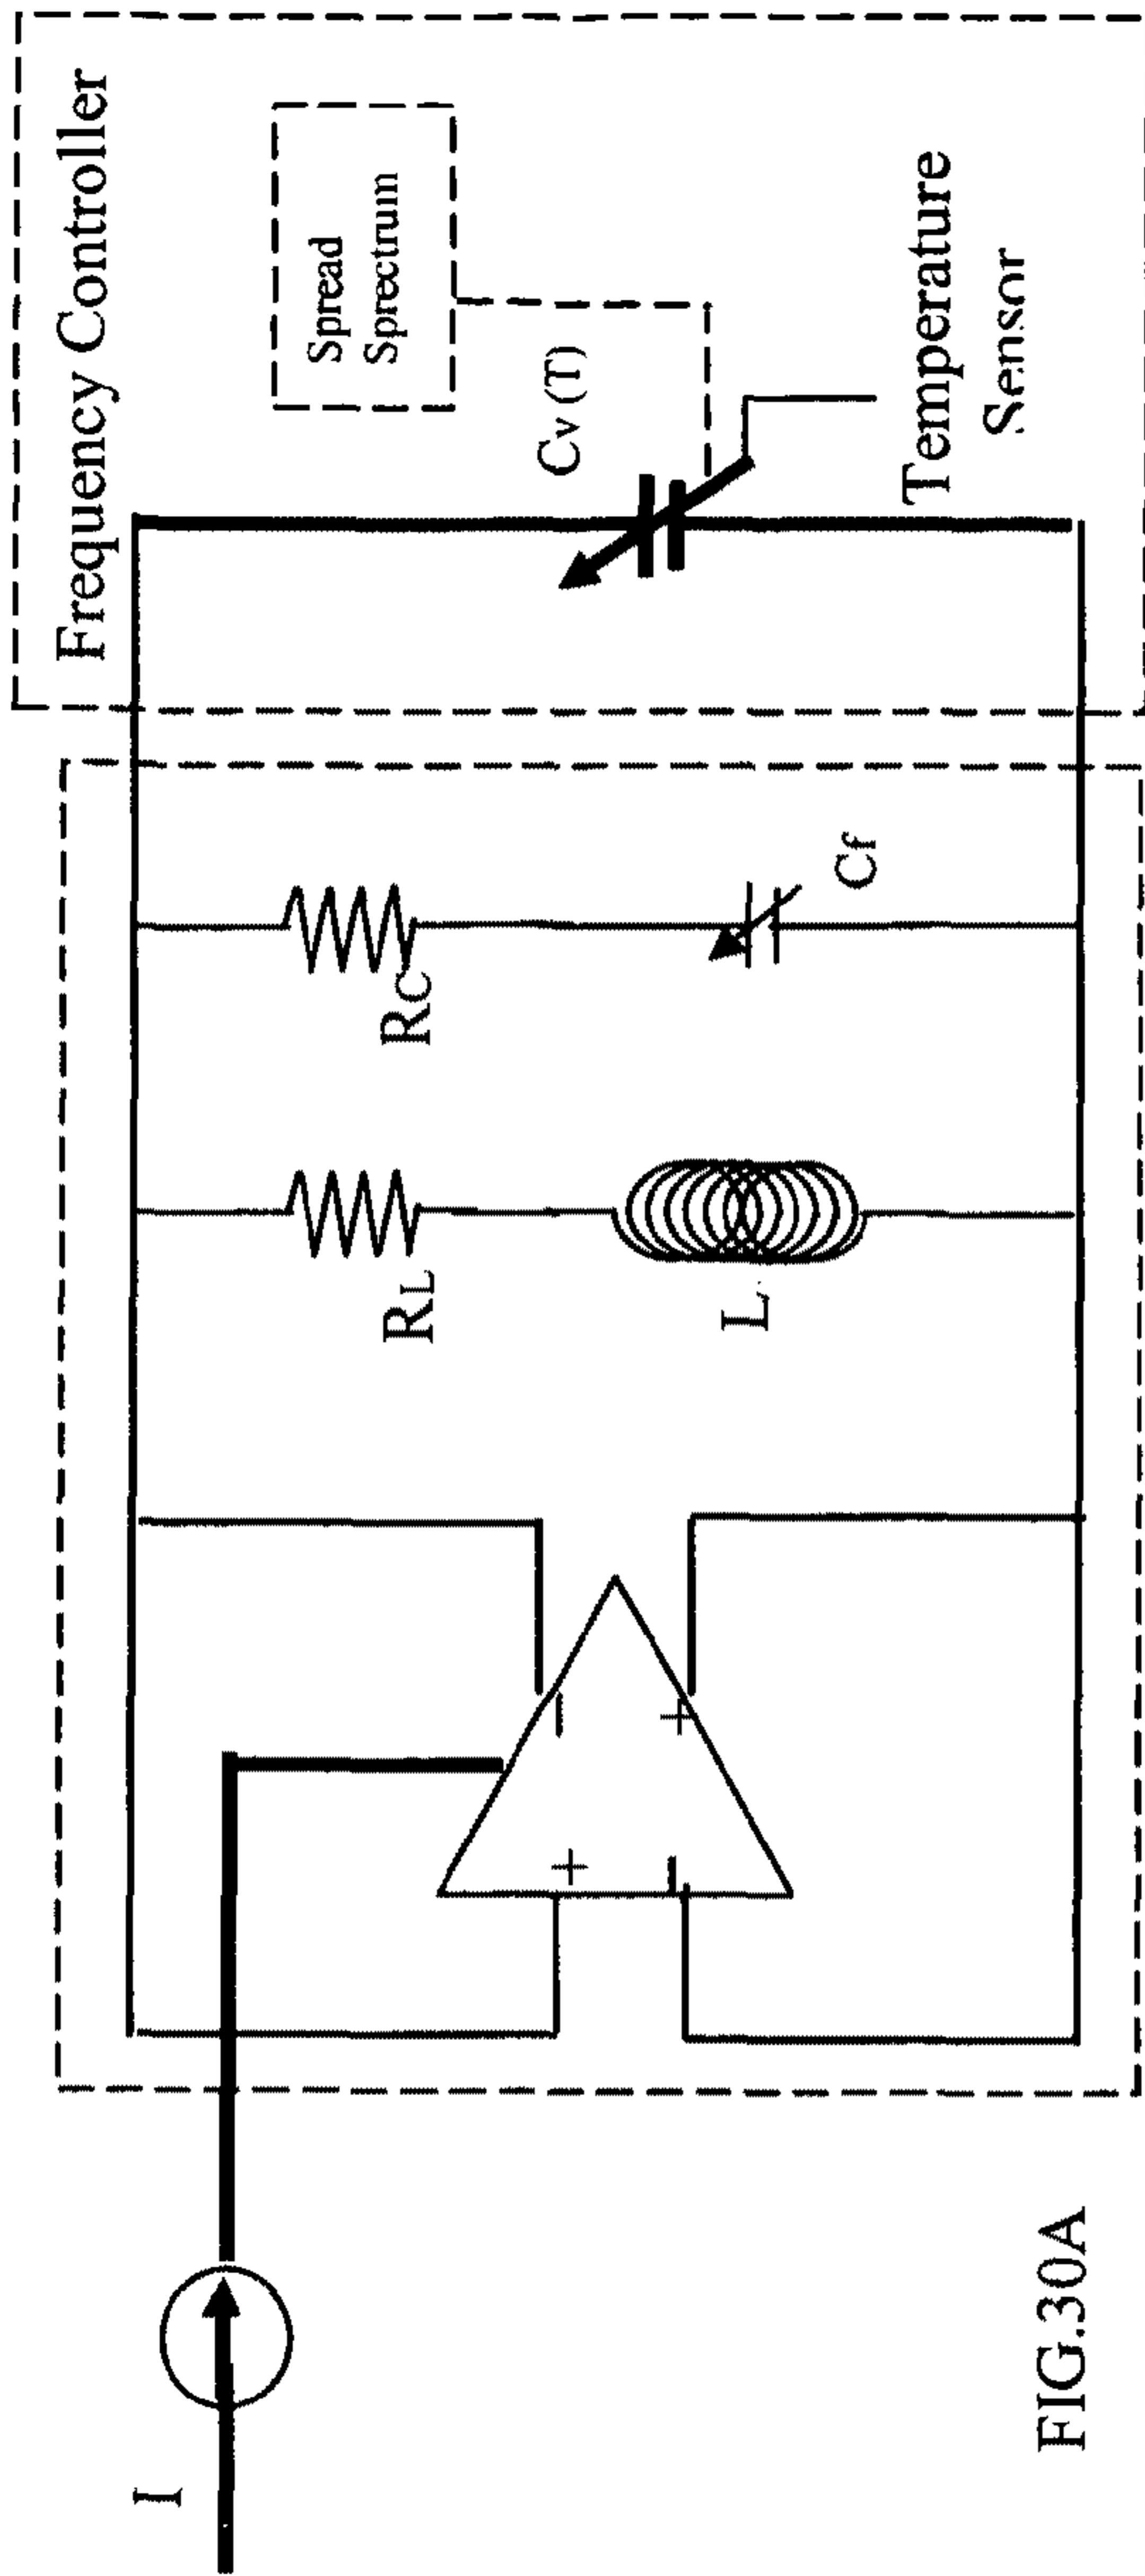 Frequency Controller
Spread
Sprectrum
Cv (T)
Temperature
Sensor
RC
Cf
RL
L
I
+
−
−
+
FIG.30A